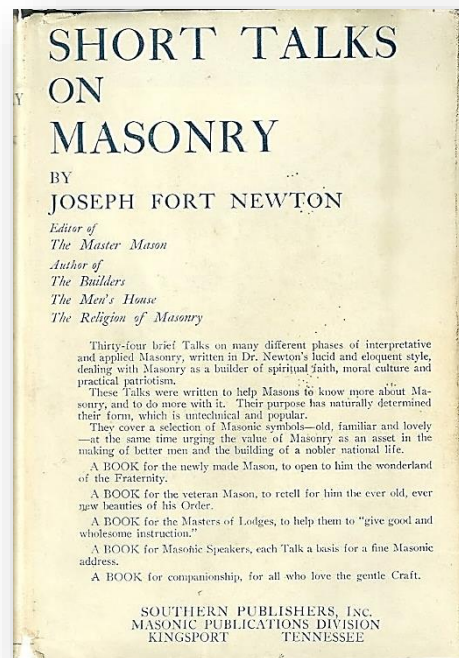 SHORT TALKS
ON
MASONRY
BY
JOSEPH FORT NEWTON
Editor of
The Master Mason
Author of
The Builders
The Men's House
The Religion of Masonry
Thirty-four brief Talks on many different phases of interpretative
and applied Masonry, written in Dr. Newton's lucid and eloquent style,
dealing with Masonry as a builder of spiritual faith, moral culture and
practical patriotism.
These Talks were written to help Masons to know more about Ma-
sonry, and to do more with it. Their purpose has naturally determined
their form, which is untechnical and popular.
They cover a selection of Masonic symbols—old, familiar and lovely
—at the same time urging the value of Masonry as an asset in the
making of better men and the building of a nobler national life.
A BOOK for the newly made Mason, to open to him the wonderland
of the Fraternity.
A BOOK for the veteran Mason, to retell for him the ever old, ever
new beauties of his Order.
A BOOK for the Masters of Lodges, to help them to "give good and
wholesome instruction."
A BOOK for Masonic Speakers, each Talk a basis for a fine Masonic
address.
A BOOK for companionship, for all who love the gentle Craft.
SOUTHERN PUBLISHERS, INC.
MASONIC PUBLICATIONS DIVISION
KINGSPORT TENNESSEE